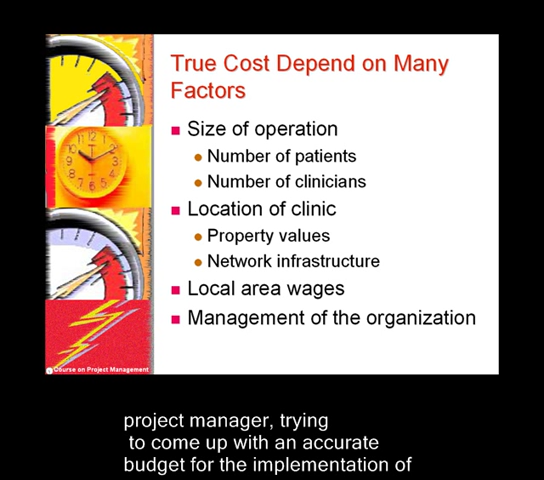 True Cost Depend on Many
Factors
Size of operation
Number of patients
Number of clinicians
Location of clinic
Property values
Network infrastructure
Local area wages
Management of the organization
Course on Project Management
project manager, trying
to come up with an accurate
budget for the implementation of